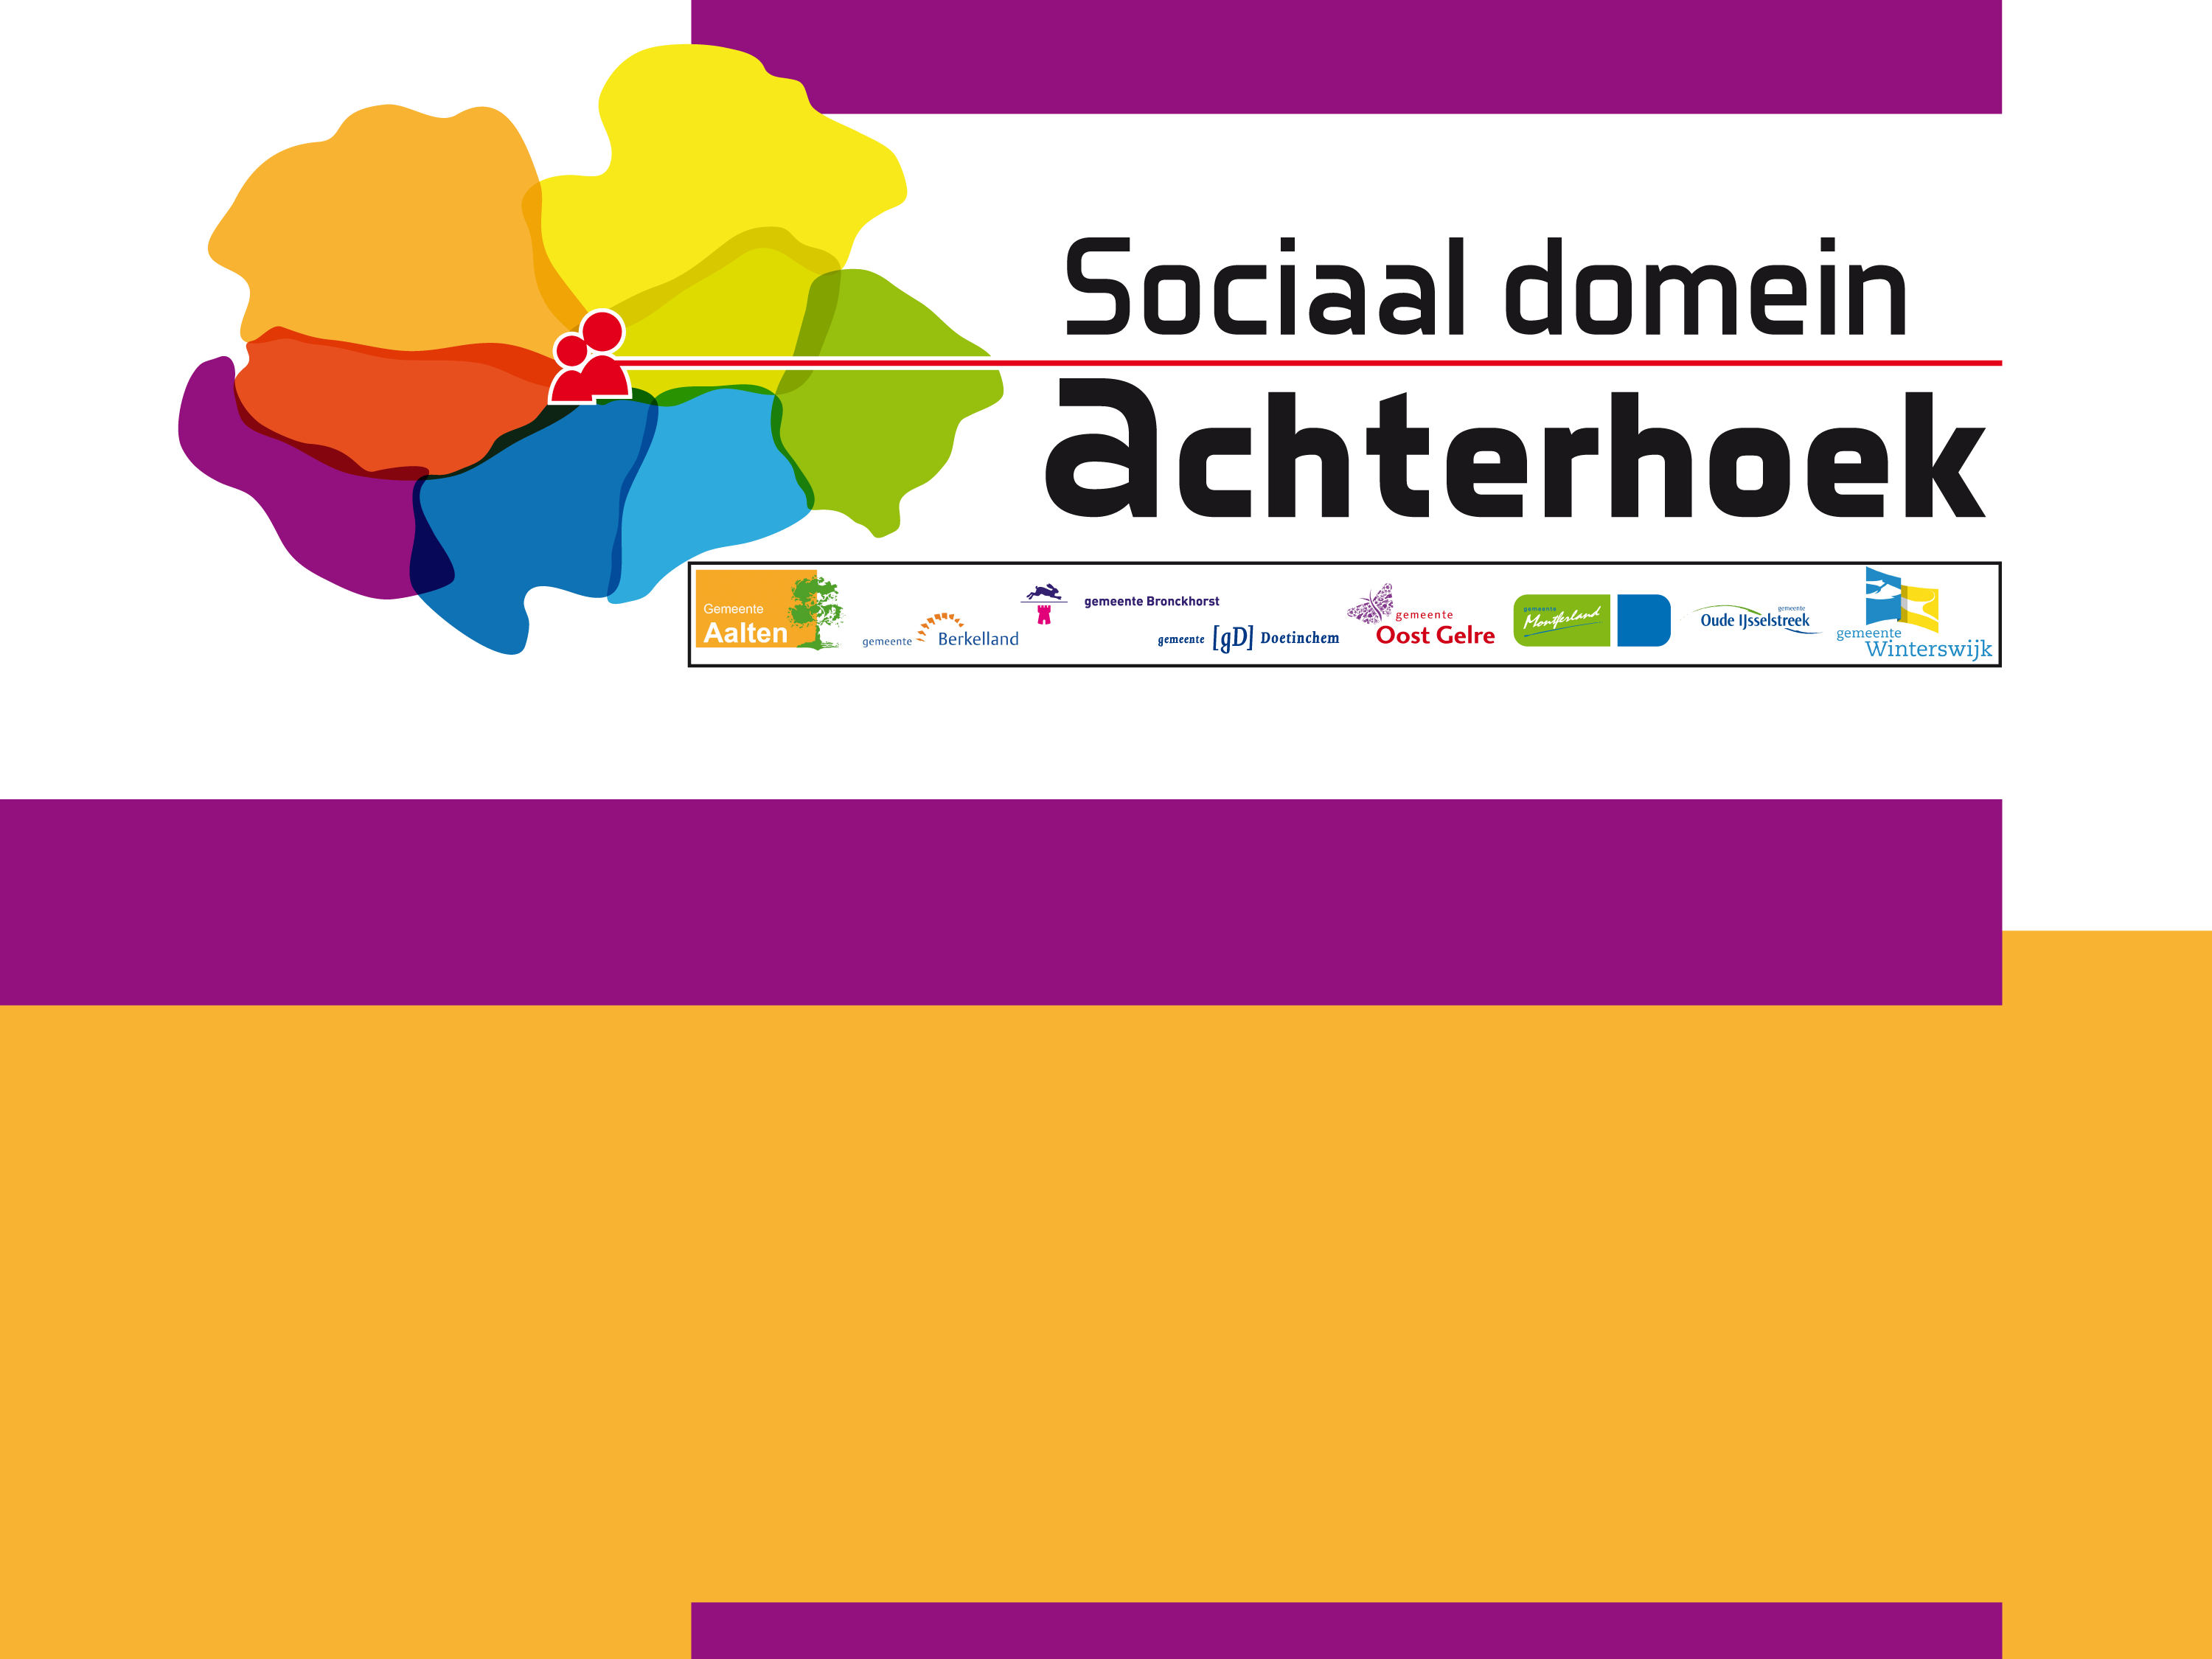 Sociaal domein
Achterhoek
Gemeente
Aalten
gemeente Berkelland
gemeente Bronckhorst
gemeente [gD] Doetinchem
gemeente
Oost Gelre
gemeente
Montferland
gemeente
Oude IJsselstreek
gemeente
Winterswijk